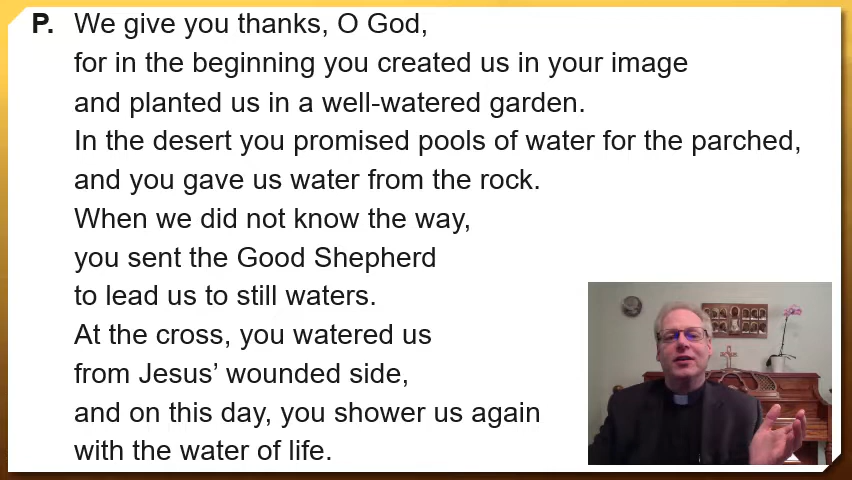 P. We give you thanks, O God,
for in the beginning you created us in your image
and planted us in a well-watered garden.
In the desert you promised pools of water for the parched,
and you gave us water from the rock.
When we did not know the way,
you sent the Good Shepherd
to lead us to still waters.
At the cross, you watered us
from Jesus’ wounded side,
and on this day, you shower us again
with the water of life.